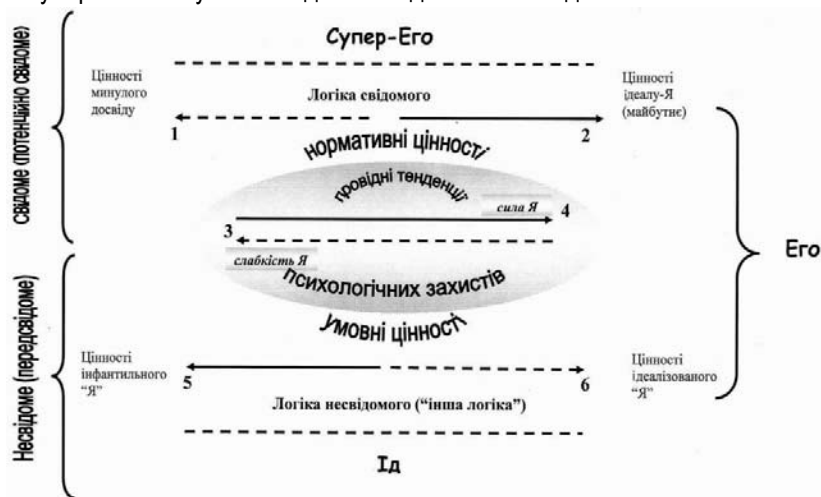 Супер-Его
Свідоме (потенційно свідоме)
Цінності
минулого
досвіду
Логіка свідомого
Цінності
ідеалу-Я
(майбутнє)
1
2
нормативні цінності
провідні тенденції
сила Я
4
3
слабкість Я
Его
психологічних захистів
умовні цінності
Несвідоме (передсвідоме)
Цінності
інфантильного
“Я”
5
6
Цінності
ідеалізованого
“Я”
Логіка несвідомого (“інша логіка”)
Ід